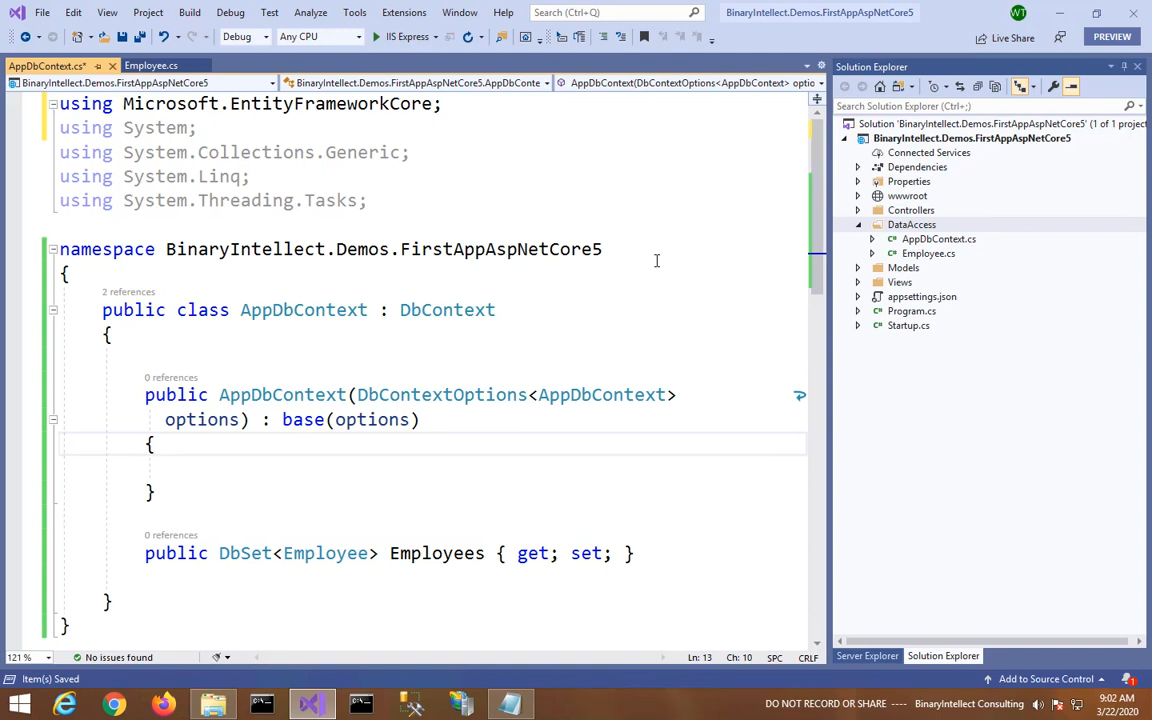 File Edit View Project Build Debug Test Analyze Tools Extensions Window Help Search (Ctrl+Q) BinaryIntellect.Demos.FirstAppAspNetCore5 WT
Debug Any CPU IIS Express Live Share PREVIEW
AppDbContext.cs* Employee.cs
BinaryIntellect.Demos.FirstAppAspNetCore5 BinaryIntellect.Demos.FirstAppAspNetCore5.AppDbConte AppDbContext(DbContextOptions<AppDbContext> optio
using Microsoft.EntityFrameworkCore;
using System;
using System.Collections.Generic;
using System.Linq;
using System.Threading.Tasks;
namespace BinaryIntellect.Demos.FirstAppAspNetCore5
{
2 references
public class AppDbContext : DbContext
{
0 references
public AppDbContext(DbContextOptions<AppDbContext>
options) : base(options)
{
}
0 references
public DbSet<Employee> Employees { get; set; }
}
}
121 % No issues found Ln: 13 Ch: 10 SPC CRLF
Solution Explorer
Search Solution Explorer (Ctrl+;)
Solution 'BinaryIntellect.Demos.FirstAppAspNetCore5' (1 of 1 project
BinaryIntellect.Demos.FirstAppAspNetCore5
Connected Services
Dependencies
Properties
wwwroot
Controllers
DataAccess
AppDbContext.cs
Employee.cs
Models
Views
appsettings.json
Program.cs
Startup.cs
Server Explorer Solution Explorer
Item(s) Saved Add to Source Control 1
DO NOT RECORD OR SHARE ---- BinaryIntellect Consulting 9:02 AM
3/22/2020